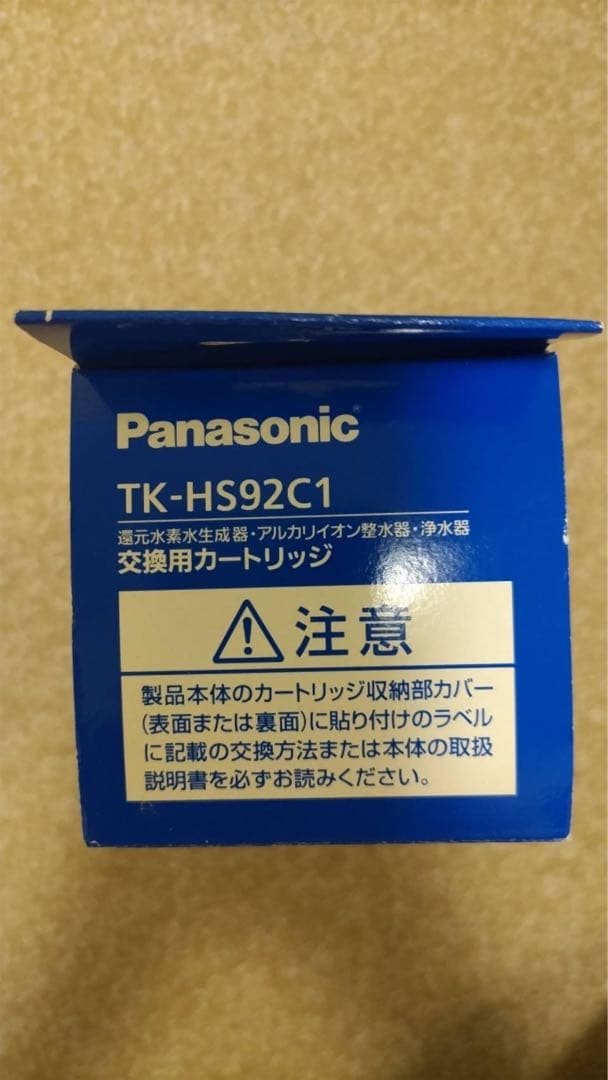 Panasonic®
TK-HS92C1
還元水素水生成器・アルカリイオン整水器・浄水器
交換用カートリッジ
注意
製品本体のカートリッジ収納部カバー
(表面または裏面)に貼り付けのラベル
に記載の交換方法または本体の取扱
説明書を必ずお読みください。